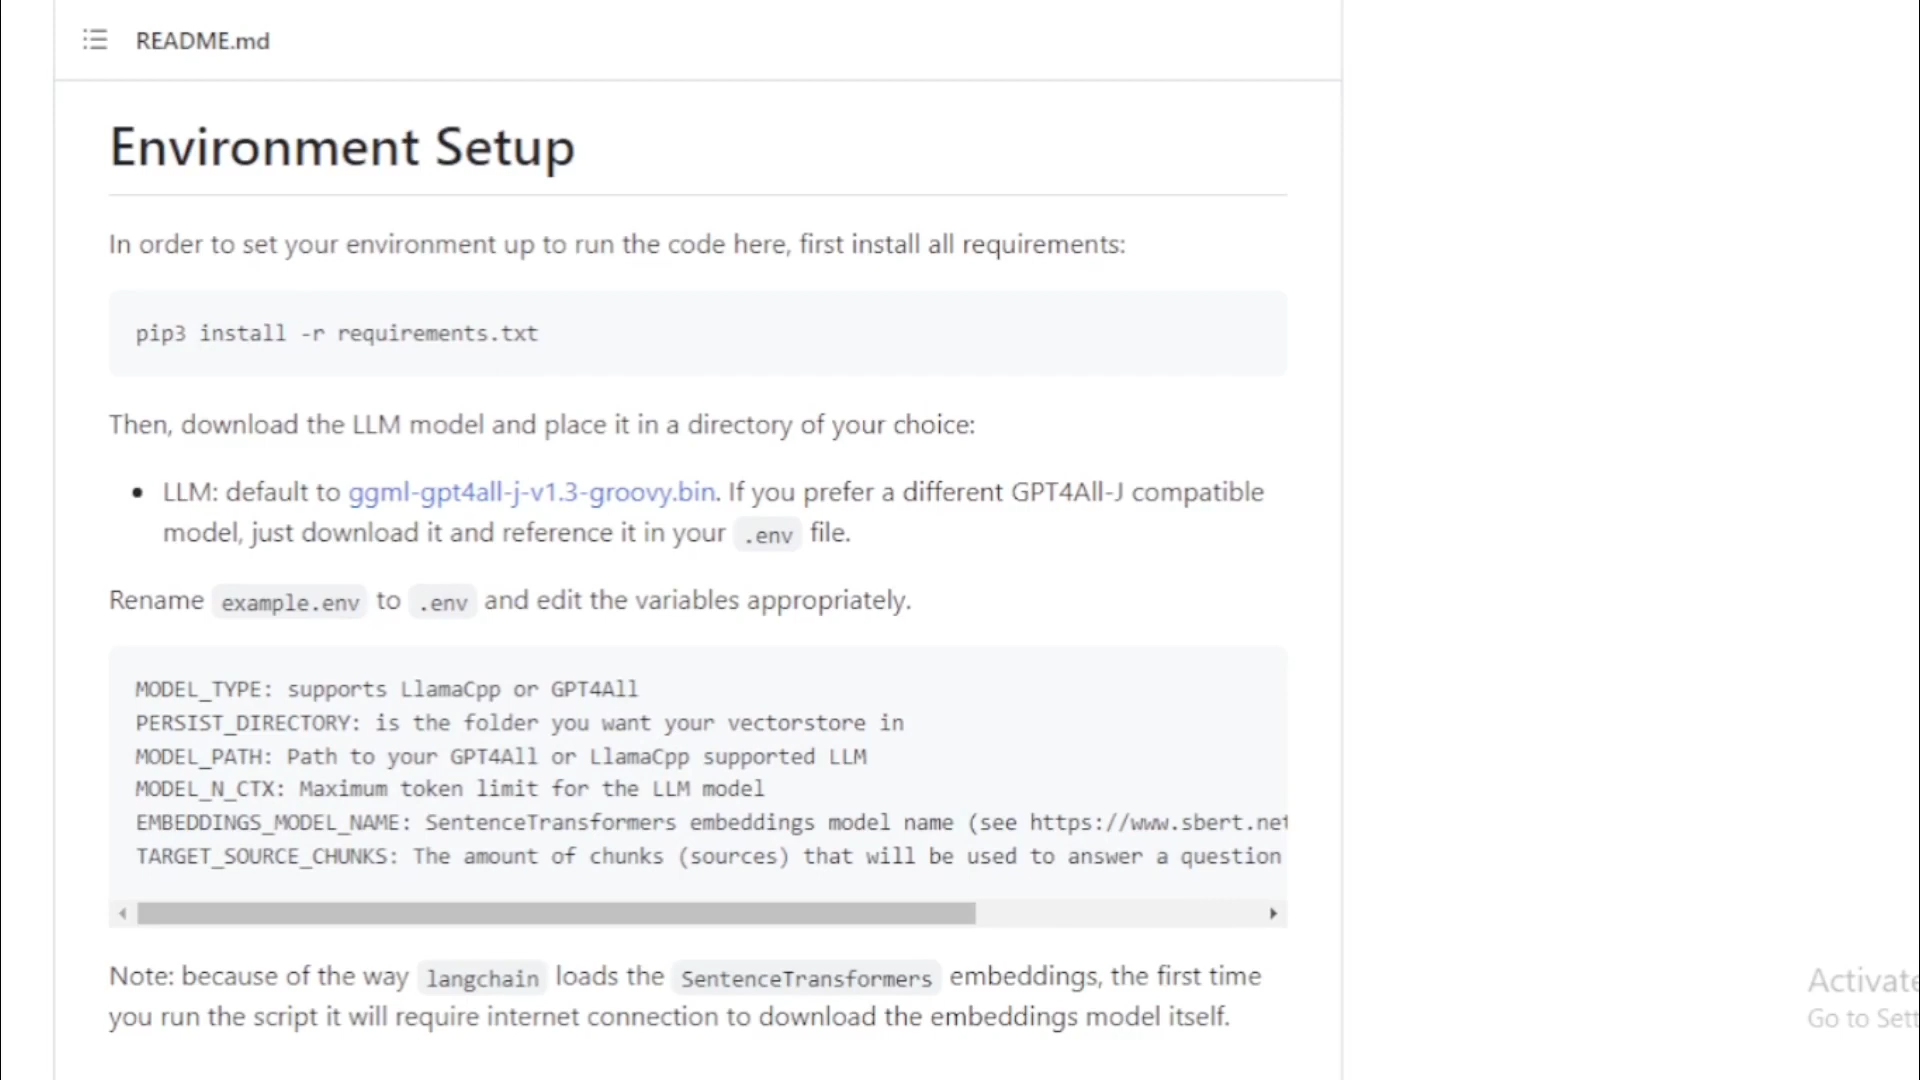 README.md
Environment Setup
In order to set your environment up to run the code here, first install all requirements:
pip3 install -r requirements.txt
Then, download the LLM model and place it in a directory of your choice:
• LLM: default to ggml-gpt4all-j-v1.3-groovy.bin. If you prefer a different GPT4All-J compatible
model, just download it and reference it in your .env file.
Rename example.env to .env and edit the variables appropriately.
MODEL_TYPE: supports LlamaCpp or GPT4All
PERSIST_DIRECTORY: is the folder you want your vectorstore in
MODEL_PATH: Path to your GPT4All or LlamaCpp supported LLM
MODEL_N_CTX: Maximum token limit for the LLM model
EMBEDDINGS_MODEL_NAME: SentenceTransformers embeddings model name (see https://www.sbert.net
TARGET_SOURCE_CHUNKS: The amount of chunks (sources) that will be used to answer a question
Note: because of the way langchain loads the SentenceTransformers embeddings, the first time
you run the script it will require internet connection to download the embeddings model itself.
Activate
Go to Sett